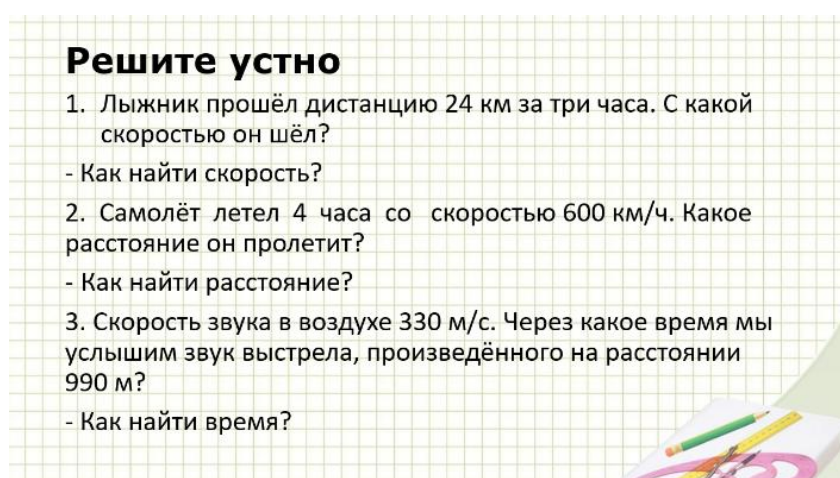 Решите устно
1. Лыжник прошёл дистанцию 24 км за три часа. С какой
скоростью он шёл?
- Как найти скорость?
2. Самолёт летел 4 часа со скоростью 600 км/ч. Какое
расстояние он пролетит?
- Как найти расстояние?
3. Скорость звука в воздухе 330 м/с. Через какое время мы
услышим звук выстрела, произведённого на расстоянии
990 м?
- Как найти время?